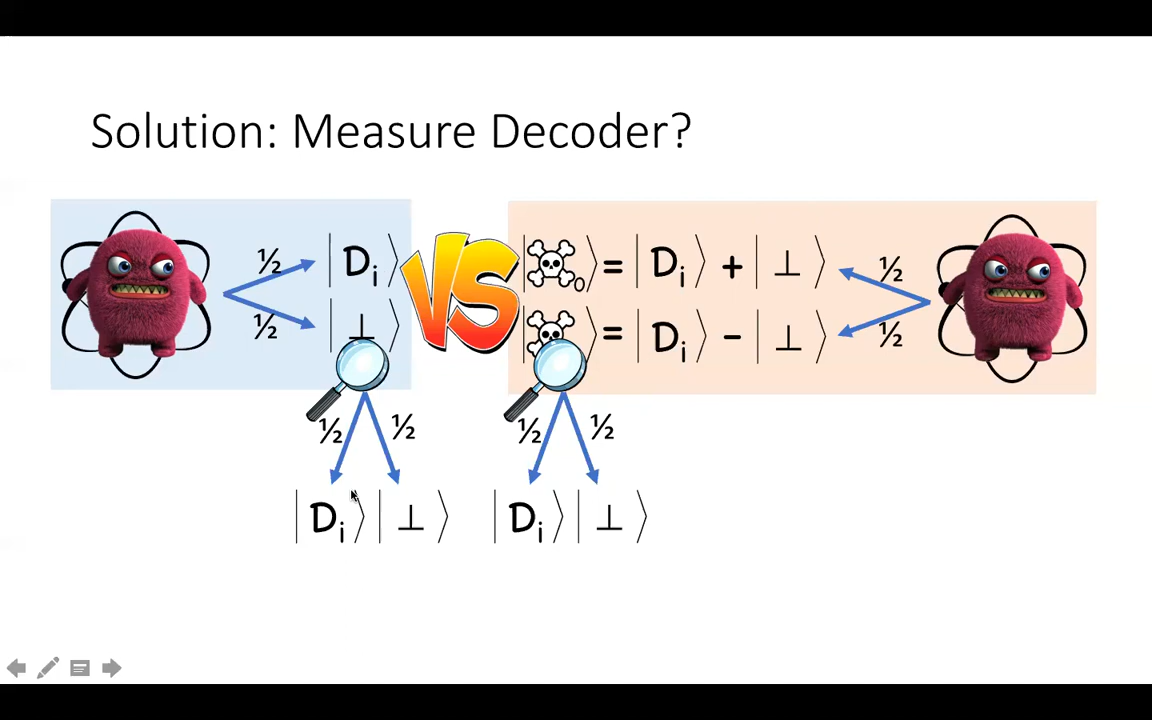 Solution: Measure Decoder?
½ | Dᵢ ⟩
½ | ⊥ ⟩
VS
| ☠₀ ⟩ = | Dᵢ ⟩ + | ⊥ ⟩ ½
| ☠ ⟩ = | Dᵢ ⟩ - | ⊥ ⟩ ½
½ ½ ½ ½
| Dᵢ ⟩ | ⊥ ⟩ | Dᵢ ⟩ | ⊥ ⟩